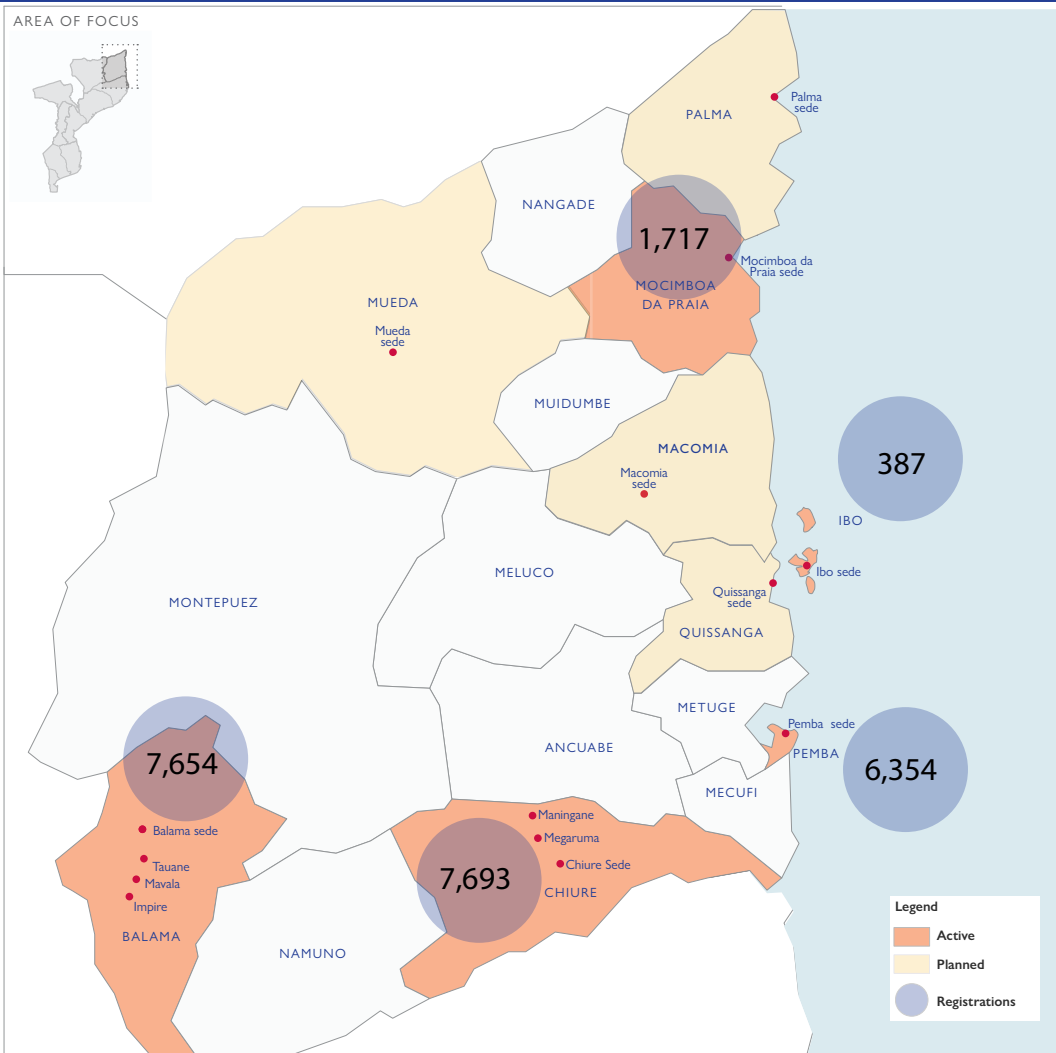 AREA OF FOCUS
PALMA
Palma
sede
NANGADE
1,717
Mocimboa da
Praia sede
MOCIMBOA
DA PRAIA
MUEDA
Mueda
sede
MUIDUMBE
MACOMIA
Macomia
sede
387
IBO
Ibo sede
MELUCO
Quissanga
sede
QUISSANGA
MONTEPUEZ
METUGE
Pemba sede
PEMBA
ANCUABE
6,354
7,654
MECUFI
Maningane
Megaruma
Chiure Sede
CHIURE
7,693
Balama sede
Tauane
Mavala
Impire
BALAMA
NAMUNO
Legend
Active
Planned
Registrations